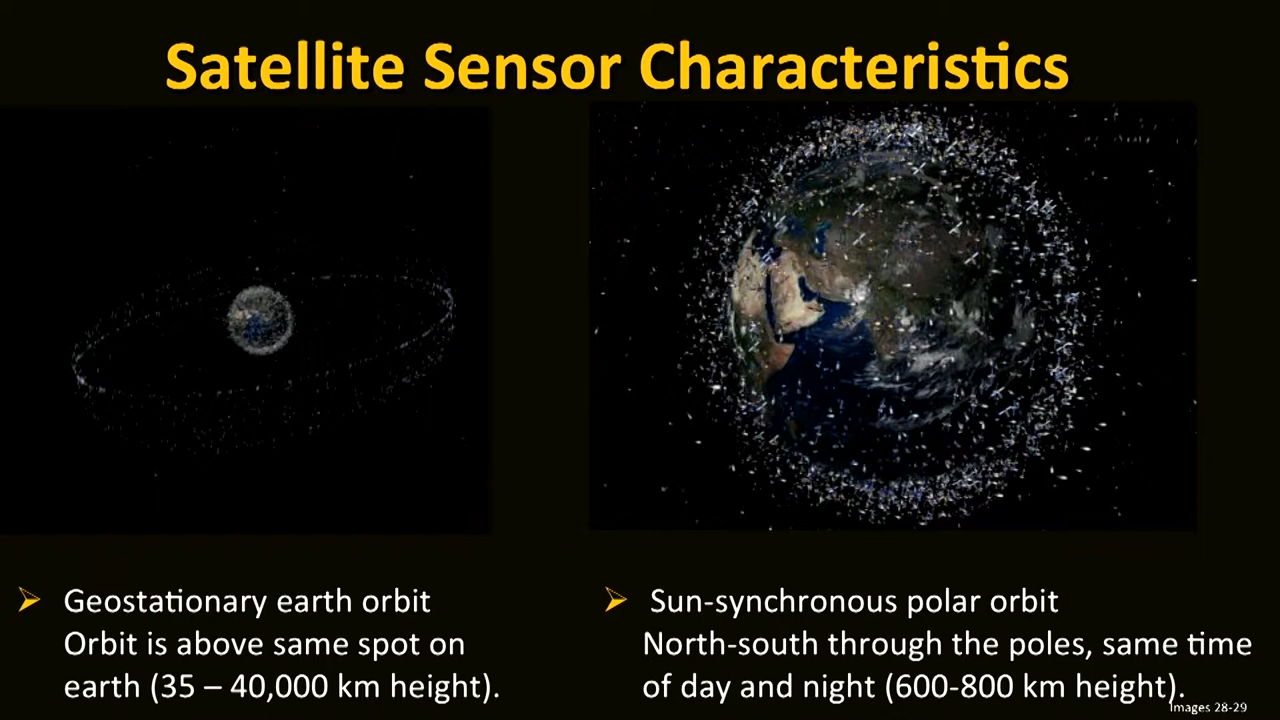 Satellite Sensor Characteristics
➢ Geostationary earth orbit
Orbit is above same spot on
earth (35 – 40,000 km height).
➢ Sun-synchronous polar orbit
North-south through the poles, same time
of day and night (600-800 km height).
Images 28-29